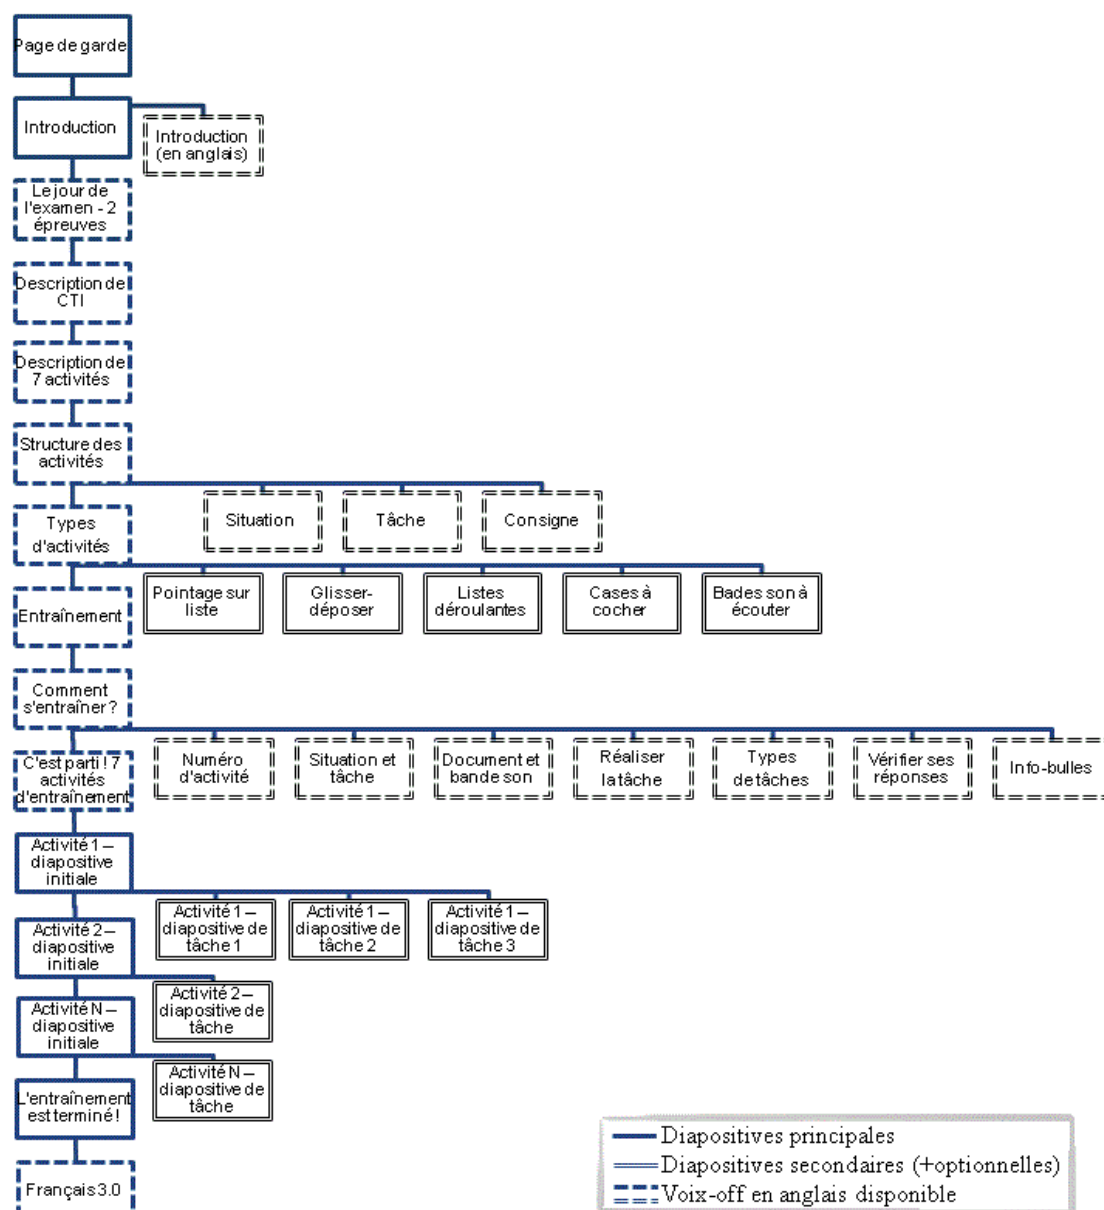 Page de garde
Introduction
Introduction
(en anglais)
Le jour de
l'examen - 2
épreuves
Description de
CTI
Description de
7 activités
Structure des
activités
Situation
Tâche
Consigne
Types
d'activités
Pointage sur
liste
Glisser-
déposer
Listes
déroulantes
Cases à
cocher
Bades son à
écouter
Entraînement
Comment
s'entraîner ?
Numéro
d'activité
Situation et
tâche
Document et
bande son
Réaliser
la tâche
Types
de tâches
Vérifier ses
réponses
Info-bulles
C'est parti ! 7
activités
d'entraînement
Activité 1 –
diapositive
initiale
Activité 1 –
diapositive de
tâche 1
Activité 1 –
diapositive de
tâche 2
Activité 1 –
diapositive de
tâche 3
Activité 2 –
diapositive
initiale
Activité 2 –
diapositive de
tâche
Activité N –
diapositive
initiale
Activité N –
diapositive de
tâche
L'entraînement
est terminé !
Français 3.0
Diapositives principales
Diapositives secondaires (+optionnelles)
Voix-off en anglais disponible